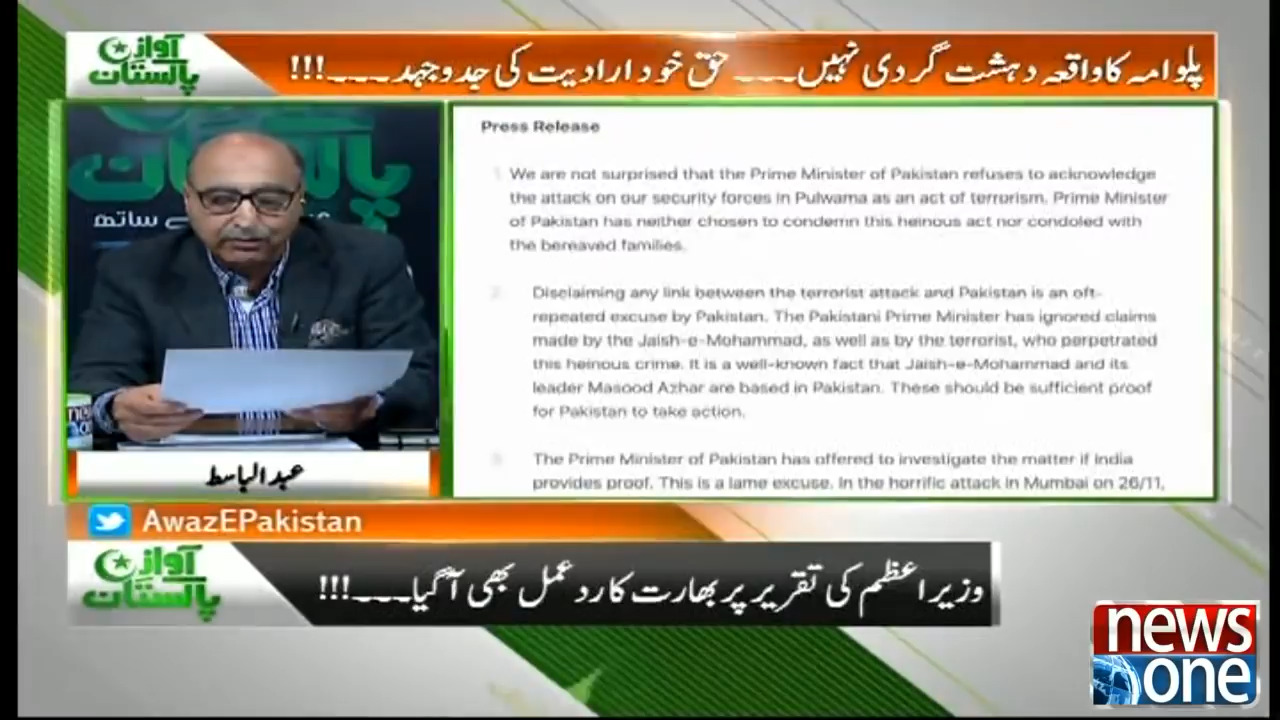 آوازِ پاکستان
پلوامہ کا واقعہ دہشت گردی نہیں۔۔۔ حق خود ارادیت کی جدوجہد۔۔۔!!!
پاکستان
ے ساتھ
Press Release
1 We are not surprised that the Prime Minister of Pakistan refuses to acknowledge
the attack on our security forces in Pulwama as an act of terrorism. Prime Minister
of Pakistan has neither chosen to condemn this heinous act nor condoled with
the bereaved families.
2 Disclaiming any link between the terrorist attack and Pakistan is an oft-
repeated excuse by Pakistan. The Pakistani Prime Minister has ignored claims
made by the Jaish-e-Mohammad, as well as by the terrorist, who perpetrated
this heinous crime. It is a well-known fact that Jaish-e-Mohammad and its
leader Masood Azhar are based in Pakistan. These should be sufficient proof
for Pakistan to take action.
3 The Prime Minister of Pakistan has offered to investigate the matter if India
provides proof. This is a lame excuse. In the horrific attack in Mumbai on 26/11,
عبدالباسط
AwazEPakistan
آوازِ پاکستان
وزیراعظم کی تقریر پر بھارت کا ردعمل بھی آگیا۔۔۔!!!
news
one